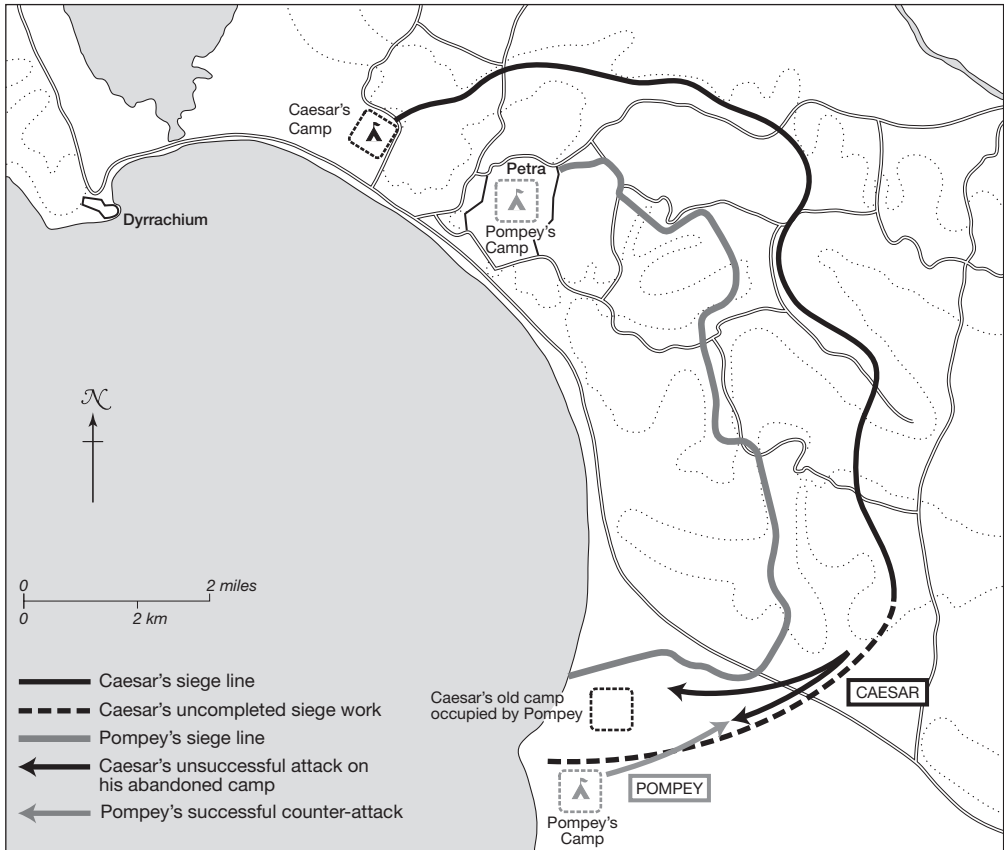 Caesar's
Camp
Petra
Pompey's
Camp
Dyrrachium
N
0
2 miles
0
2 km
Caesar's siege line
Caesar's uncompleted siege work
Pompey's siege line
Caesar's unsuccessful attack on
his abandoned camp
Pompey's successful counter-attack
Caesar's old camp
occupied by Pompey
CAESAR
POMPEY
Pompey's
Camp